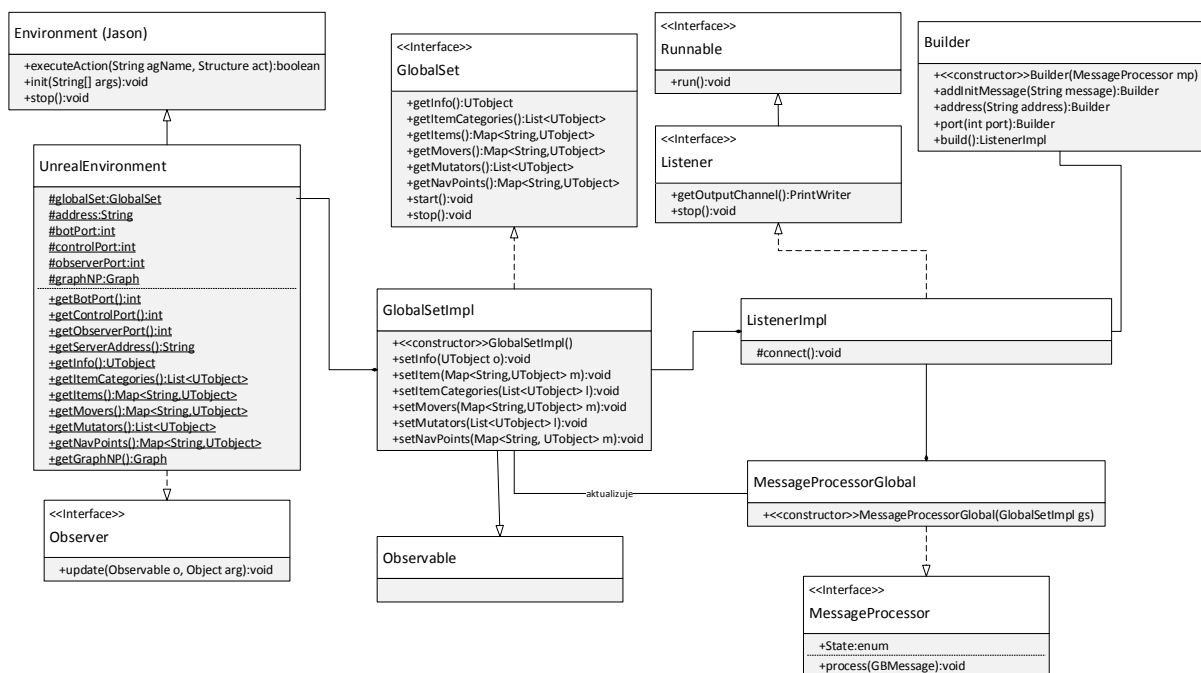 Environment (Jason)
+executeAction(String agName, Structure act):boolean
+init(String[] args):void
+stop():void
UnrealEnvironment
#globalSet:GlobalSet
#address:String
#botPort:int
#controlPort:int
#observerPort:int
#graphNP:Graph
+getBotPort():int
+getControlPort():int
+getObserverPort():int
+getServerAddress():String
+getInfo():UTobject
+getItemCategories():List<UTobject>
+getItems():Map<String,UTobject>
+getMovers():Map<String,UTobject>
+getMutators():List<UTobject>
+getNavPoints():Map<String,UTobject>
+getGraphNP():Graph
<<Interface>>
Observer
+update(Observable o, Object arg):void
<<Interface>>
GlobalSet
+getInfo():UTobject
+getItemCategories():List<UTobject>
+getItems():Map<String,UTobject>
+getMovers():Map<String,UTobject>
+getMutators():List<UTobject>
+getNavPoints():Map<String,UTobject>
+start():void
+stop():void
GlobalSetImpl
+<<constructor>>GlobalSetImpl()
+setInfo(UTobject o):void
+setItem(Map<String,UTobject> m):void
+setItemCategories(List<UTobject> l):void
+setMovers(Map<String,UTobject> m):void
+setMutators(List<UTobject> l):void
+setNavPoints(Map<String, UTobject> m):void
aktualizuje
Observable
<<Interface>>
Runnable
+run():void
<<Interface>>
Listener
+getOutputChannel():PrintWriter
+stop():void
Builder
+<<constructor>>Builder(MessageProcessor mp)
+addInitMessage(String message):Builder
+address(String address):Builder
+port(int port):Builder
+build():ListenerImpl
ListenerImpl
#connect():void
MessageProcessorGlobal
+<<constructor>>MessageProcessorGlobal(GlobalSetImpl gs)
<<Interface>>
MessageProcessor
+State:enum
+process(GBMessage):void